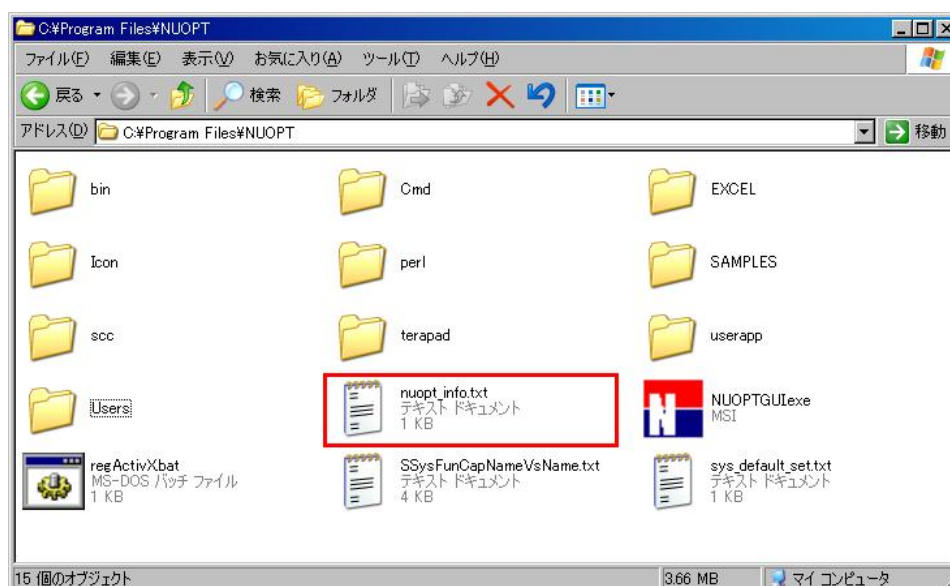 C:¥Program Files¥NUOPT
ファイル(F) 編集(E) 表示(V) お気に入り(A) ツール(T) ヘルプ(H)
戻る 検索 フォルダ
アドレス(D) C:¥Program Files¥NUOPT 移動
bin
Cmd
EXCEL
Icon
perl
SAMPLES
scc
terapad
userapp
Users
nuopt_info.txt
テキスト ドキュメント
1 KB
NUOPTGUIexe
MSI
regActivXbat
MS-DOS バッチ ファイル
1 KB
SSysFunCapNameVsName.txt
テキスト ドキュメント
4 KB
sys_default_set.txt
テキスト ドキュメント
1 KB
15 個のオブジェクト 3.66 MB マイ コンピュータ